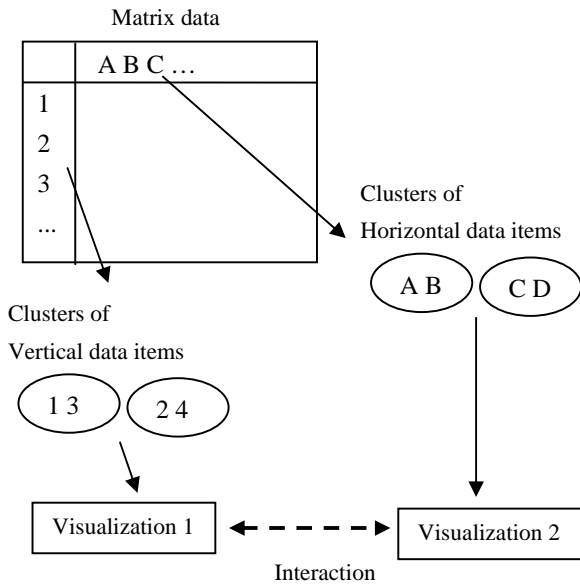 Matrix data
A B C …
1
2
3
...
Clusters of
Horizontal data items
A B
C D
Clusters of
Vertical data items
1 3
2 4
Visualization 1
Visualization 2
Interaction